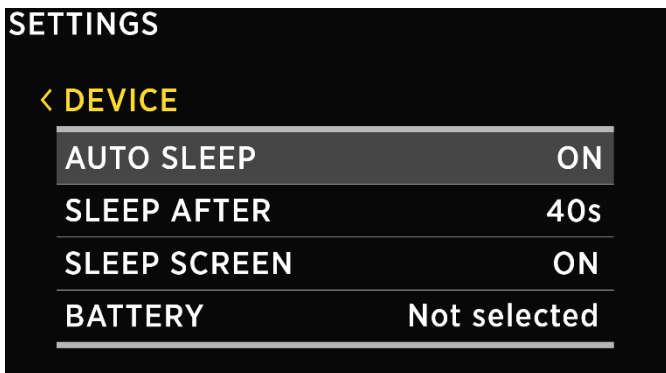 SETTINGS
< DEVICE
AUTO SLEEP ON
SLEEP AFTER 40s
SLEEP SCREEN ON
BATTERY Not selected